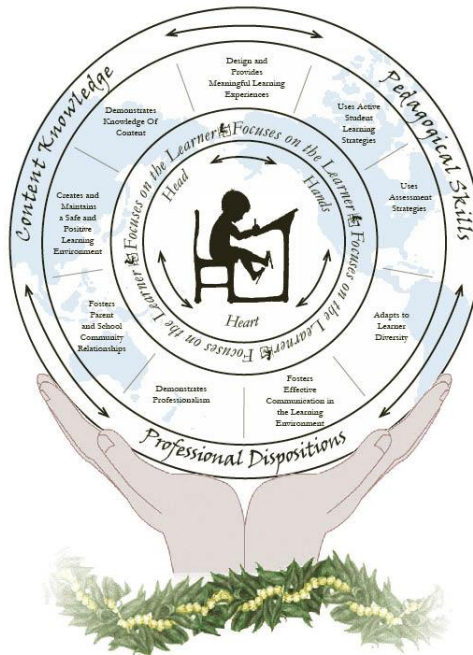 Content Knowledge
Pedagogical Skills
Professional Dispositions
Design and
Provides
Meaningful Learning
Experiences
Uses Active
Student
Learning
Strategies
Uses
Assessment
Strategies
Adapts to
Learner
Diversity
Fosters
Effective
Communication in
the Learning
Environment
Demonstrates
Professionalism
Fosters
Parent
and School
Community
Relationships
Creates and
Maintains
a Safe and
Positive
Learning
Environment
Demonstrates
Knowledge Of
Content
Focuses on the Learner
Focuses on the Learner
Focuses on the Learner
Focuses on the Learner
Focuses on the Learner
Head
Hands
Heart